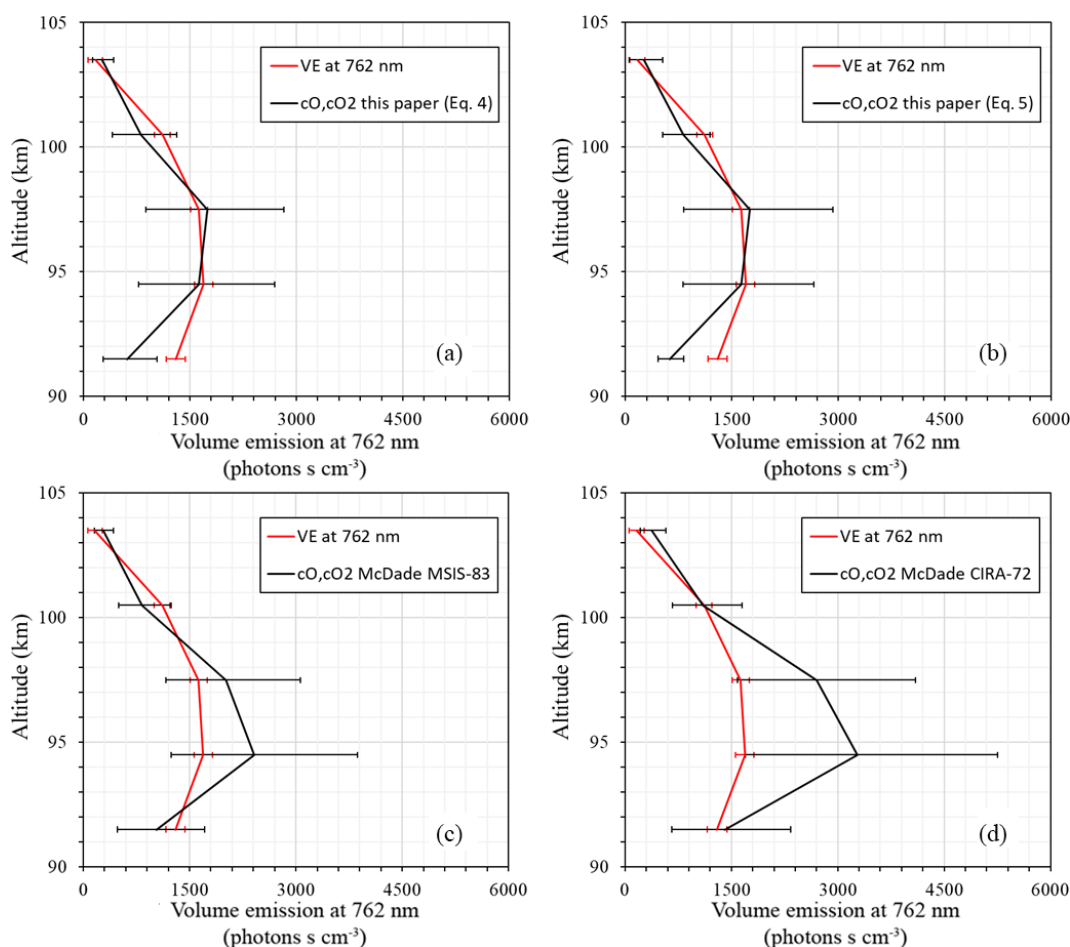 105
100
95
90
Altitude (km)
VE at 762 nm
cO,cO2 this paper (Eq. 4)
(a)
0 1500 3000 4500 6000
Volume emission at 762 nm
(photons s cm⁻³)
105
100
95
90
Altitude (km)
VE at 762 nm
cO,cO2 this paper (Eq. 5)
(b)
0 1500 3000 4500 6000
Volume emission at 762 nm
(photons s cm⁻³)
105
100
95
90
Altitude (km)
VE at 762 nm
cO,cO2 McDade MSIS-83
(c)
0 1500 3000 4500 6000
Volume emission at 762 nm
(photons s cm⁻³)
105
100
95
90
Altitude (km)
VE at 762 nm
cO,cO2 McDade CIRA-72
(d)
0 1500 3000 4500 6000
Volume emission at 762 nm
(photons s cm⁻³)